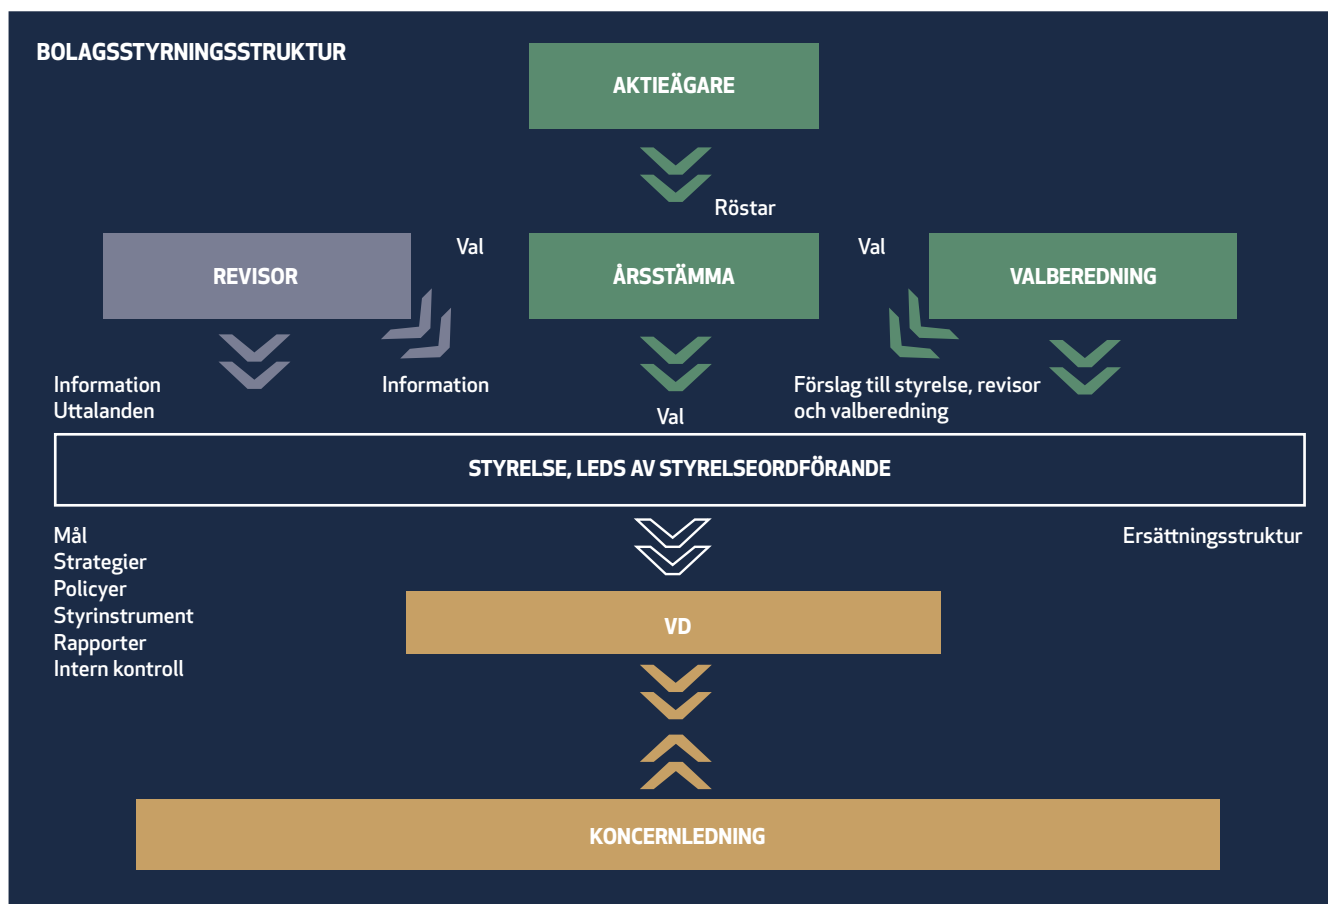 BOLAGSSTYRNINGSSTRUKTUR
AKTIEÄGARE
Röstar
REVISOR
Val
ÅRSSTÄMMA
Val
VALBEREDNING
Information
Uttalanden
Information
Val
Förslag till styrelse, revisor
och valberedning
STYRELSE, LEDS AV STYRELSEORDFÖRANDE
Mål
Strategier
Policyer
Styrinstrument
Rapporter
Intern kontroll
Ersättningsstruktur
VD
KONCERNLEDNING